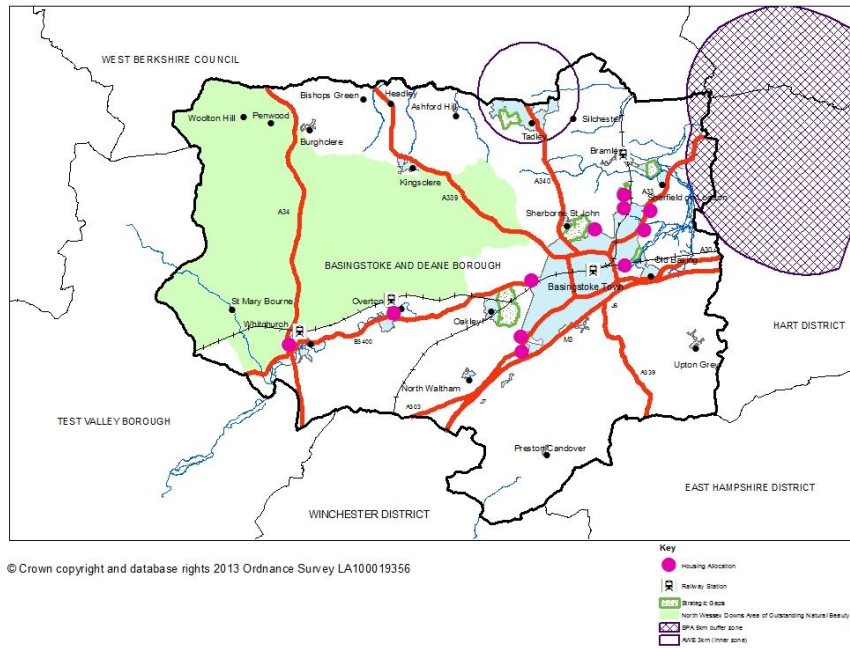 WEST BERKSHIRE COUNCIL
Bishops Green
Headley
Ashford Hill
Woolton Hill
Penwood
Burghclere
Tadley
Silchester
Bramley
Kingsclere
A340
A33
A34
A339
Sherborne St John
Sherfield on Loddon
BASINGSTOKE AND DEANE BOROUGH
A30
Old Basing
Basingstoke Town
St Mary Bourne
Overton
Whitchurch
Oakley
B3400
M3
HART DISTRICT
Upton Grey
A339
North Waltham
A303
TEST VALLEY BOROUGH
Preston Candover
EAST HAMPSHIRE DISTRICT
WINCHESTER DISTRICT
© Crown copyright and database rights 2013 Ordnance Survey LA100019356
Key
Housing Allocation
Railway Station
Strategic Gaps
North Wessex Downs Area of Outstanding Natural Beauty
SPA 5km buffer zone
AWE 3km (inner zone)